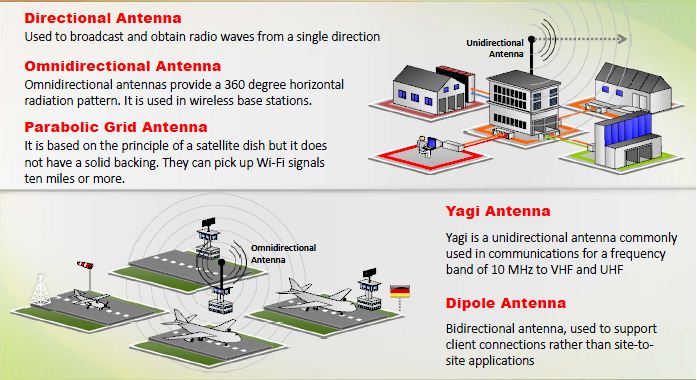 Directional Antenna
Used to broadcast and obtain radio waves from a single direction
Omnidirectional Antenna
Omnidirectional antennas provide a 360 degree horizontal
radiation pattern. It is used in wireless base stations.
Parabolic Grid Antenna
It is based on the principle of a satellite dish but it does
not have a solid backing. They can pick up Wi-Fi signals
ten miles or more.
Unidirectional
Antenna
Omnidirectional
Antenna
Yagi Antenna
Yagi is a unidirectional antenna commonly
used in communications for a frequency
band of 10 MHz to VHF and UHF
Dipole Antenna
Bidirectional antenna, used to support
client connections rather than site-to-
site applications